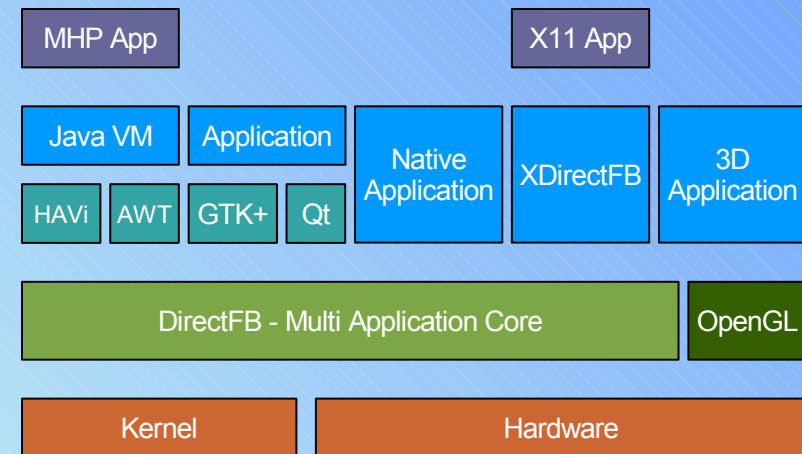 MHP App
X11 App
Java VM
Application
Native
Application
XDirectFB
3D
Application
HAVi
AWT
GTK+
Qt
DirectFB - Multi Application Core
OpenGL
Kernel
Hardware